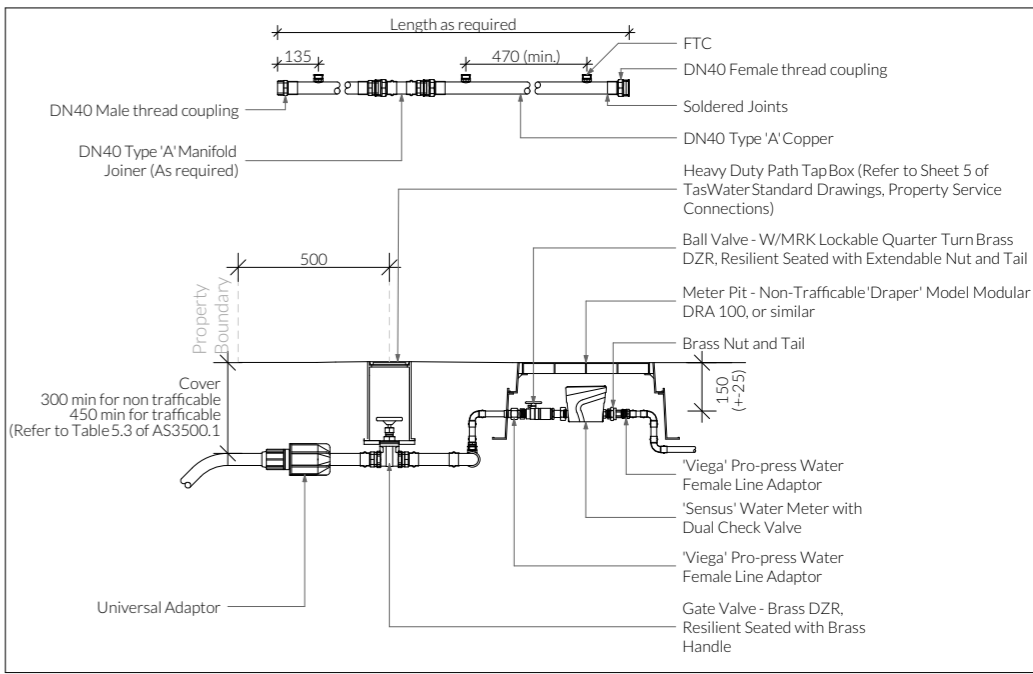 Length as required
135
470 (min.)
FTC
DN40 Female thread coupling
DN40 Male thread coupling
Soldered Joints
DN40 Type 'A' Manifold
Joiner (As required)
DN40 Type 'A' Copper
Heavy Duty Path Tap Box (Refer to Sheet 5 of
TasWater Standard Drawings, Property Service
Connections)
500
Ball Valve - W/MRK Lockable Quarter Turn Brass
DZR, Resilient Seated with Extendable Nut and Tail
Property
Boundary
Meter Pit - Non-Trafficable 'Draper' Model Modular
DRA 100, or similar
Brass Nut and Tail
150
(+-25)
Cover
300 min for non trafficable
450 min for trafficable
(Refer to Table 5.3 of AS3500.1
'Viega' Pro-press Water
Female Line Adaptor
'Sensus' Water Meter with
Dual Check Valve
'Viega' Pro-press Water
Female Line Adaptor
Universal Adaptor
Gate Valve - Brass DZR,
Resilient Seated with Brass
Handle